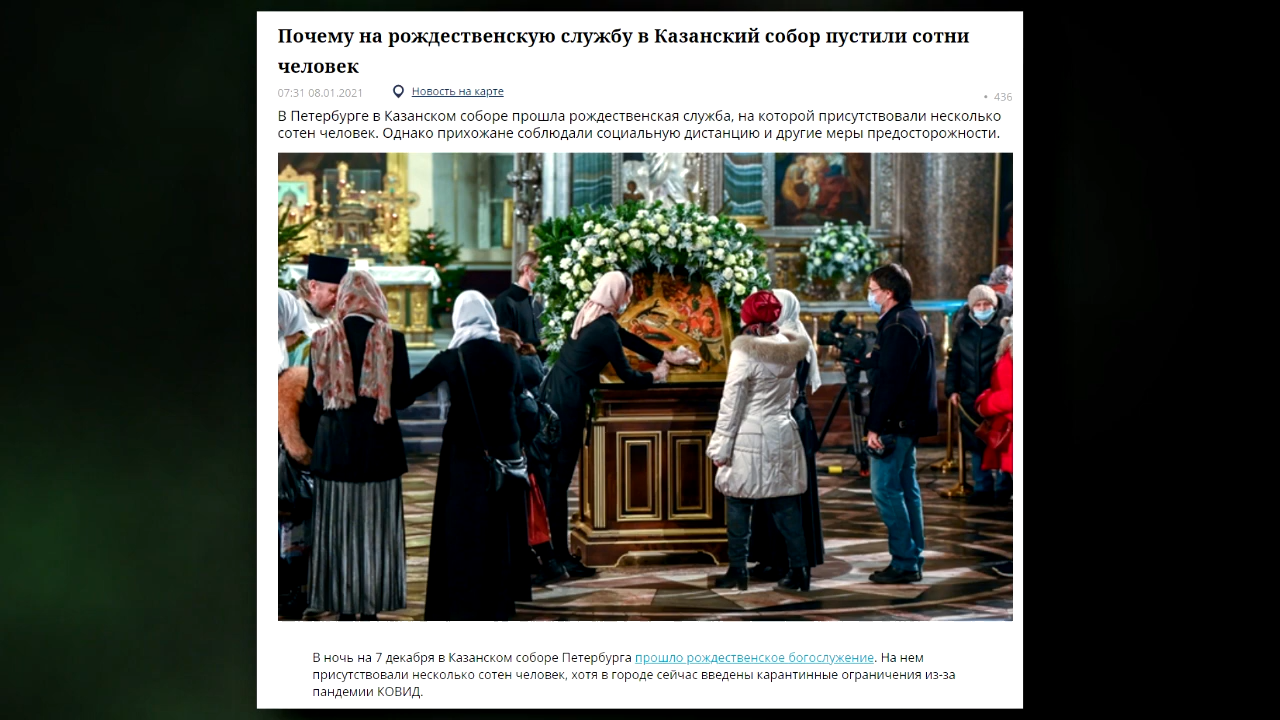 Почему на рождественскую службу в Казанский собор пустили сотни
человек
07:31 08.01.2021 Новость на карте • 436
В Петербурге в Казанском соборе прошла рождественская служба, на которой присутствовали несколько
сотен человек. Однако прихожане соблюдали социальную дистанцию и другие меры предосторожности.
В ночь на 7 декабря в Казанском соборе Петербурга прошло рождественское богослужение. На нем
присутствовали несколько сотен человек, хотя в городе сейчас введены карантинные ограничения из-за
пандемии КОВИД.